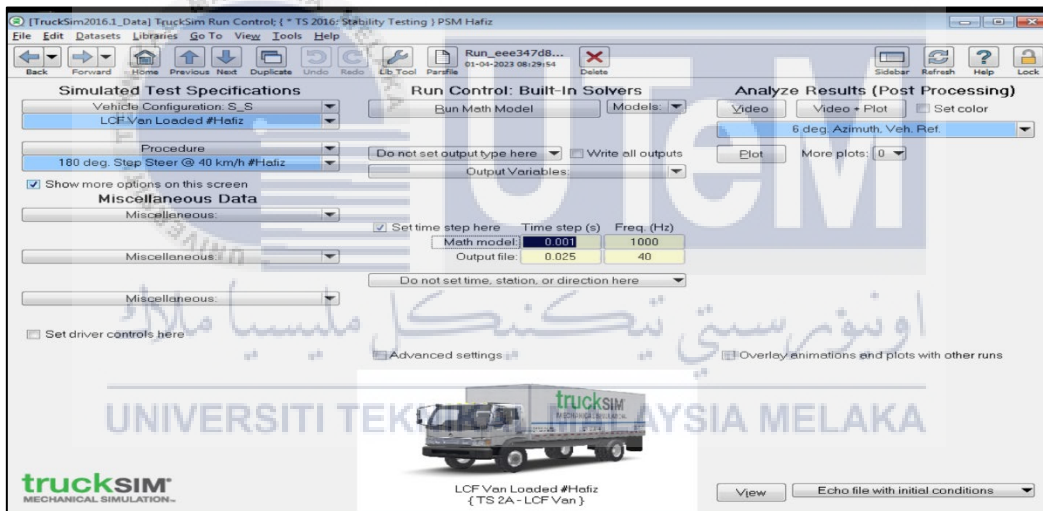 [TruckSim2016.1_Data] TruckSim Run Control; { * TS 2016: Stability Testing } PSM Hafiz
File Edit Datasets Libraries Go To View Tools Help
Back Forward Home Previous Next Duplicate Undo Redo Lib Tool Parsfile
Run_eee347d8...
01-04-2023 08:29:54
Delete Sidebar Refresh Help Lock
Simulated Test Specifications
Vehicle Configuration: S_S
LCF Van Loaded #Hafiz
Procedure
180 deg. Step Steer @ 40 km/h #Hafiz
Show more options on this screen
Miscellaneous Data
Miscellaneous:
Miscellaneous:
Miscellaneous:
Set driver controls here
Run Control: Built-In Solvers
Run Math Model Models:
Do not set output type here Write all outputs
Output Variables:
Set time step here Time step (s) Freq. (Hz)
Math model: 0.001 1000
Output file: 0.025 40
Do not set time, station, or direction here
Advanced settings
Analyze Results (Post Processing)
Video Video + Plot Set color
6 deg. Azimuth, Veh. Ref.
Plot More plots: 0
Overlay animations and plots with other runs
UTeM
اونيۏرسيتي تيكنيكل مليسيا ملاك
UNIVERSITI TEKNIKAL MALAYSIA MELAKA
truckSIM
LCF Van Loaded #Hafiz
{ TS 2A - LCF Van }
truckSIM
MECHANICAL SIMULATION
View Echo file with initial conditions